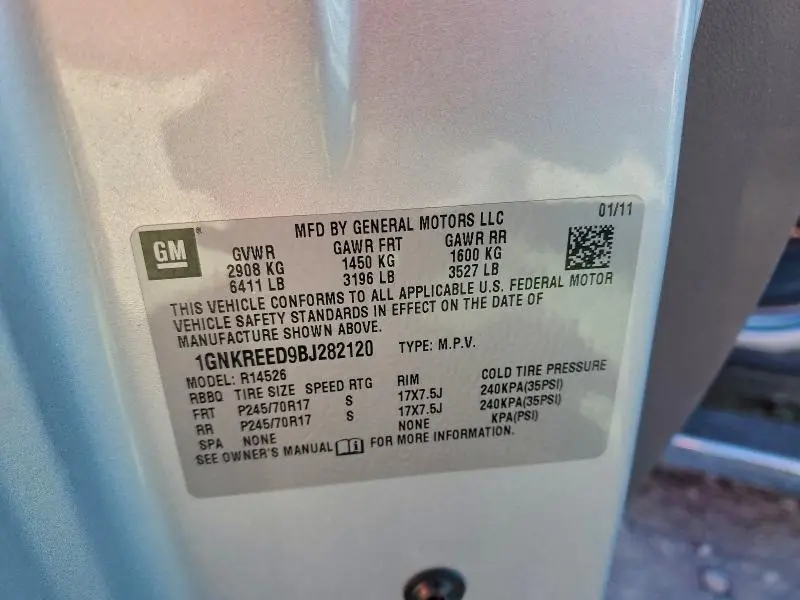 GM
MFD BY GENERAL MOTORS LLC
01/11
GVWR GAWR FRT GAWR RR
2908 KG 1450 KG 1600 KG
6411 LB 3196 LB 3527 LB
THIS VEHICLE CONFORMS TO ALL APPLICABLE U.S. FEDERAL MOTOR
VEHICLE SAFETY STANDARDS IN EFFECT ON THE DATE OF
MANUFACTURE SHOWN ABOVE.
1GNKREED9BJ282120 TYPE: M.P.V.
MODEL: R14526
RBBQ TIRE SIZE SPEED RTG RIM COLD TIRE PRESSURE
FRT P245/70R17 S 17X7.5J 240KPA(35PSI)
RR P245/70R17 S 17X7.5J 240KPA(35PSI)
SPA NONE NONE KPA(PSI)
SEE OWNER'S MANUAL FOR MORE INFORMATION.